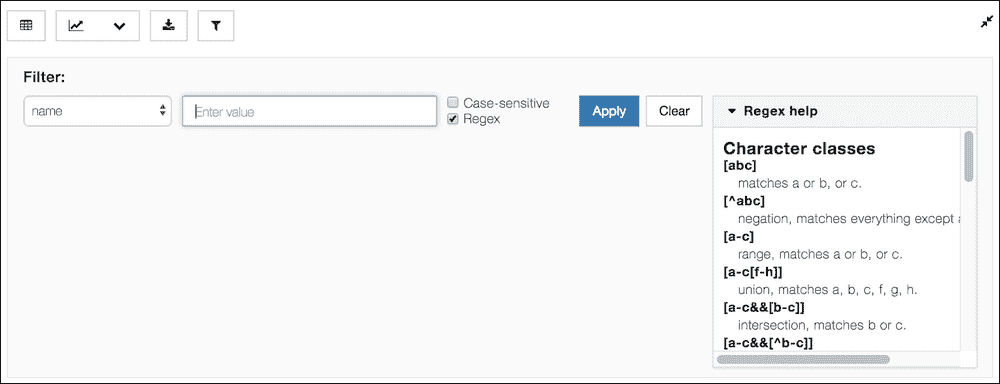 Filter:
name
Enter value
Case-sensitive
Regex
Apply
Clear
Regex help
Character classes
[abc]
matches a or b, or c.
[^abc]
negation, matches everything except
[a-c]
range, matches a or b, or c.
[a-c[f-h]]
union, matches a, b, c, f, g, h.
[a-c&&[b-c]]
intersection, matches b or c.
[a-c&&[^b-c]]